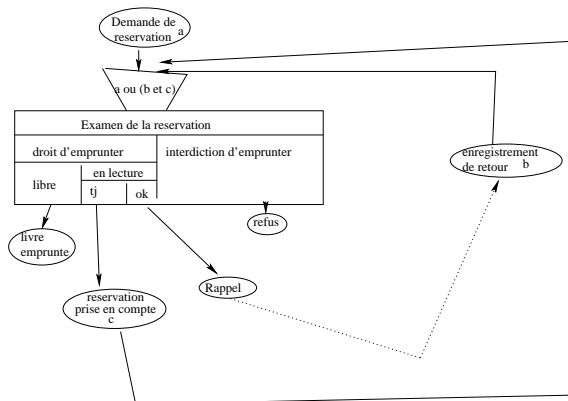 Demande de
reservation a
a ou (b et c)
Examen de la reservation
droit d'emprunter
interdiction d'emprunter
libre
en lecture
tj
ok
enregistrement
de retour b
livre
emprunte
refus
Rappel
reservation
prise en compte
c